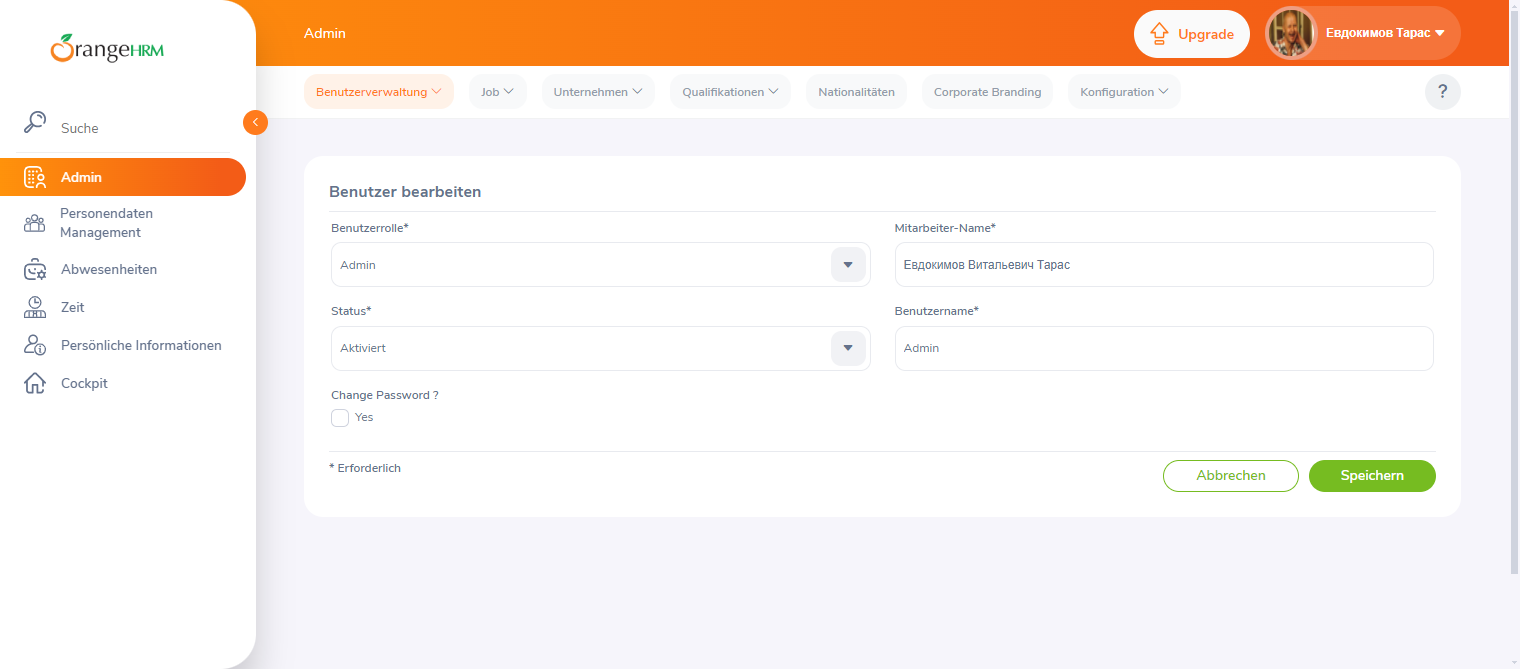 OrangeHRM
Suche
Admin
Personendaten
Management
Abwesenheiten
Zeit
Persönliche Informationen
Cockpit
Admin
Upgrade
Евдокимов Тарас
Benutzerverwaltung
Job
Unternehmen
Qualifikationen
Nationalitäten
Corporate Branding
Konfiguration
?
Benutzer bearbeiten
Benutzerrolle*
Admin
Mitarbeiter-Name*
Евдокимов Витальевич Тарас
Status*
Aktiviert
Benutzername*
Admin
Change Password ?
Yes
* Erforderlich
Abbrechen
Speichern